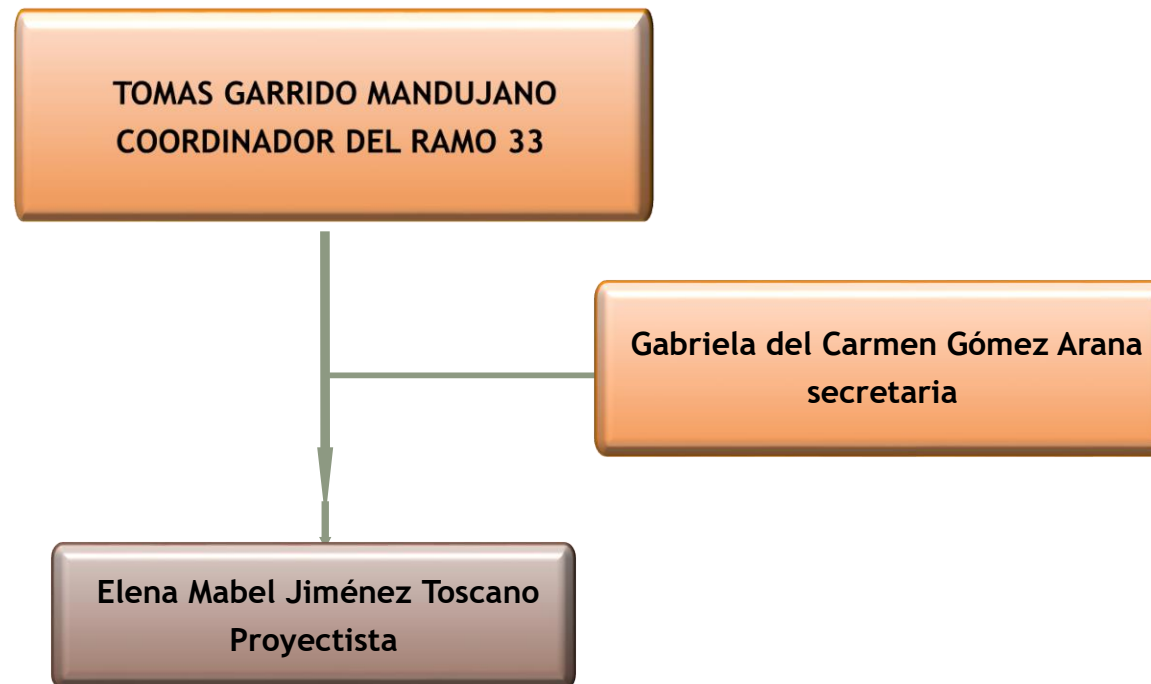 TOMAS GARRIDO MANDUJANO
COORDINADOR DEL RAMO 33
Gabriela del Carmen Gómez Arana
secretaria
Elena Mabel Jiménez Toscano
Proyectista